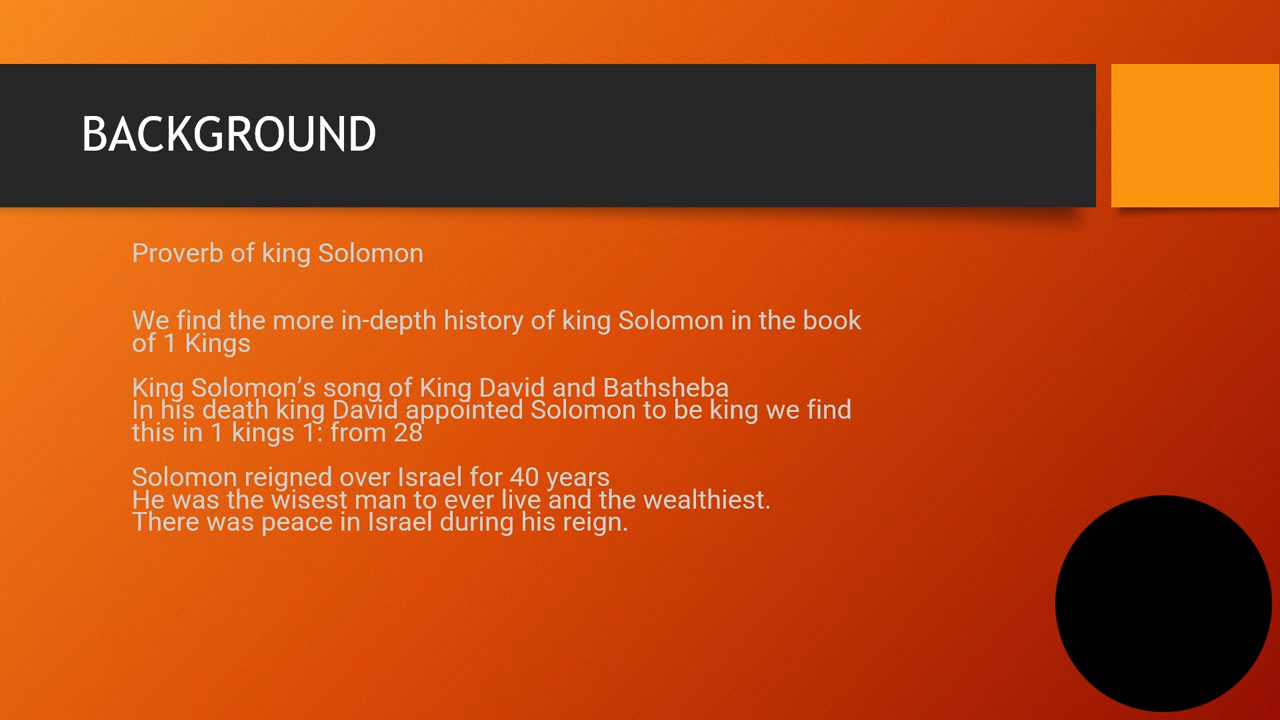 BACKGROUND
Proverb of king Solomon
We find the more in-depth history of king Solomon in the book
of 1 Kings
King Solomon’s song of King David and Bathsheba
In his death king David appointed Solomon to be king we find
this in 1 kings 1: from 28
Solomon reigned over Israel for 40 years
He was the wisest man to ever live and the wealthiest.
There was peace in Israel during his reign.